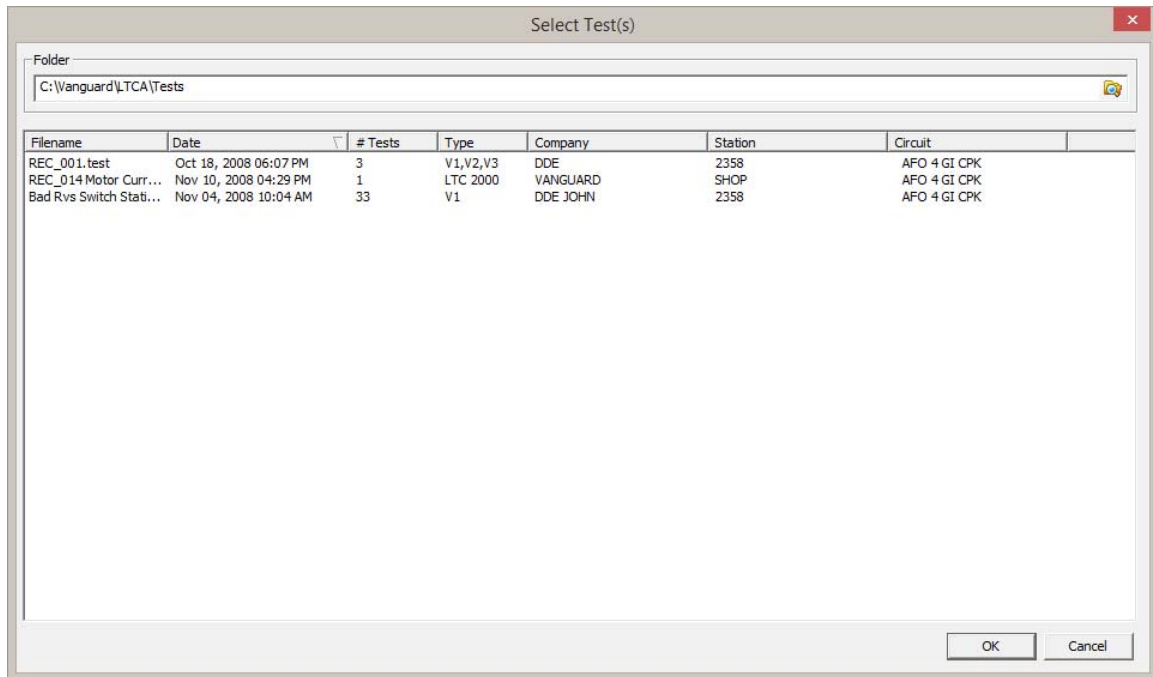 Select Test(s)
Folder
C:\Vanguard\LTCA\Tests
Filename Date # Tests Type Company Station Circuit
REC_001.test Oct 18, 2008 06:07 PM 3 V1,V2,V3 DDE 2358 AFO 4 GI CPK
REC_014 Motor Curr... Nov 10, 2008 04:29 PM 1 LTC 2000 VANGUARD SHOP AFO 4 GI CPK
Bad Rvs Switch Stati... Nov 04, 2008 10:04 AM 33 V1 DDE JOHN 2358 AFO 4 GI CPK
OK Cancel